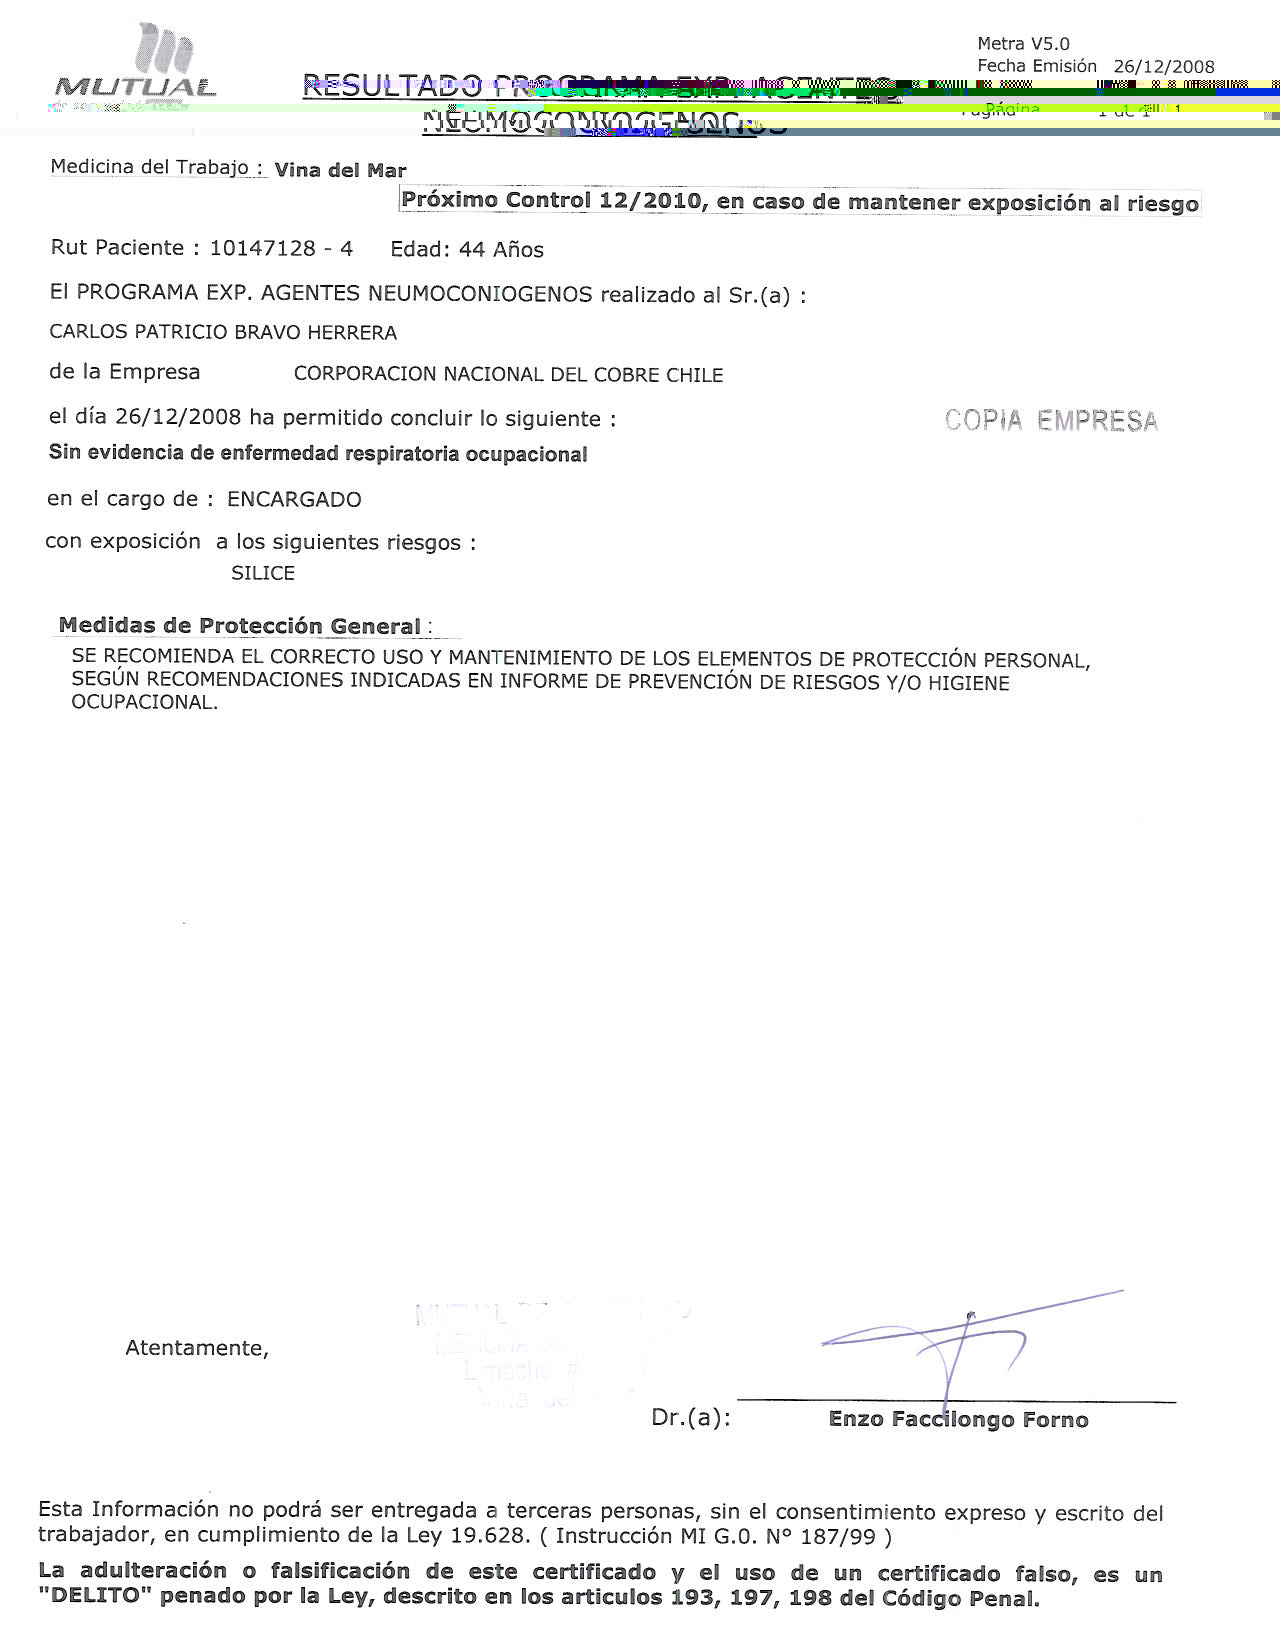 Metra V5.0
Fecha Emisión 26/12/2008
MUTUAL
RESULTADO PROGRAMA EXP. AGENTES
Página 1 de 1
NEUMOCONIOGENOS
Medicina del Trabajo : Vina del Mar
Próximo Control 12/2010, en caso de mantener exposición al riesgo
Rut Paciente : 10147128 - 4 Edad: 44 Años
El PROGRAMA EXP. AGENTES NEUMOCONIOGENOS realizado al Sr.(a) :
CARLOS PATRICIO BRAVO HERRERA
de la Empresa CORPORACION NACIONAL DEL COBRE CHILE
el día 26/12/2008 ha permitido concluir lo siguiente :
COPIA EMPRESA
Sin evidencia de enfermedad respiratoria ocupacional
en el cargo de : ENCARGADO
con exposición a los siguientes riesgos :
SILICE
Medidas de Protección General :
SE RECOMIENDA EL CORRECTO USO Y MANTENIMIENTO DE LOS ELEMENTOS DE PROTECCIÓN PERSONAL,
SEGÚN RECOMENDACIONES INDICADAS EN INFORME DE PREVENCIÓN DE RIESGOS Y/O HIGIENE
OCUPACIONAL.
MUTUAL DE
MEDICINA
Limache #
Viña del
Atentamente,
Dr.(a): Enzo Faccilongo Forno
Esta Información no podrá ser entregada a terceras personas, sin el consentimiento expreso y escrito del
trabajador, en cumplimiento de la Ley 19.628. ( Instrucción MI G.0. N° 187/99 )
La adulteración o falsificación de este certificado y el uso de un certificado falso, es un
"DELITO" penado por la Ley, descrito en los articulos 193, 197, 198 del Código Penal.